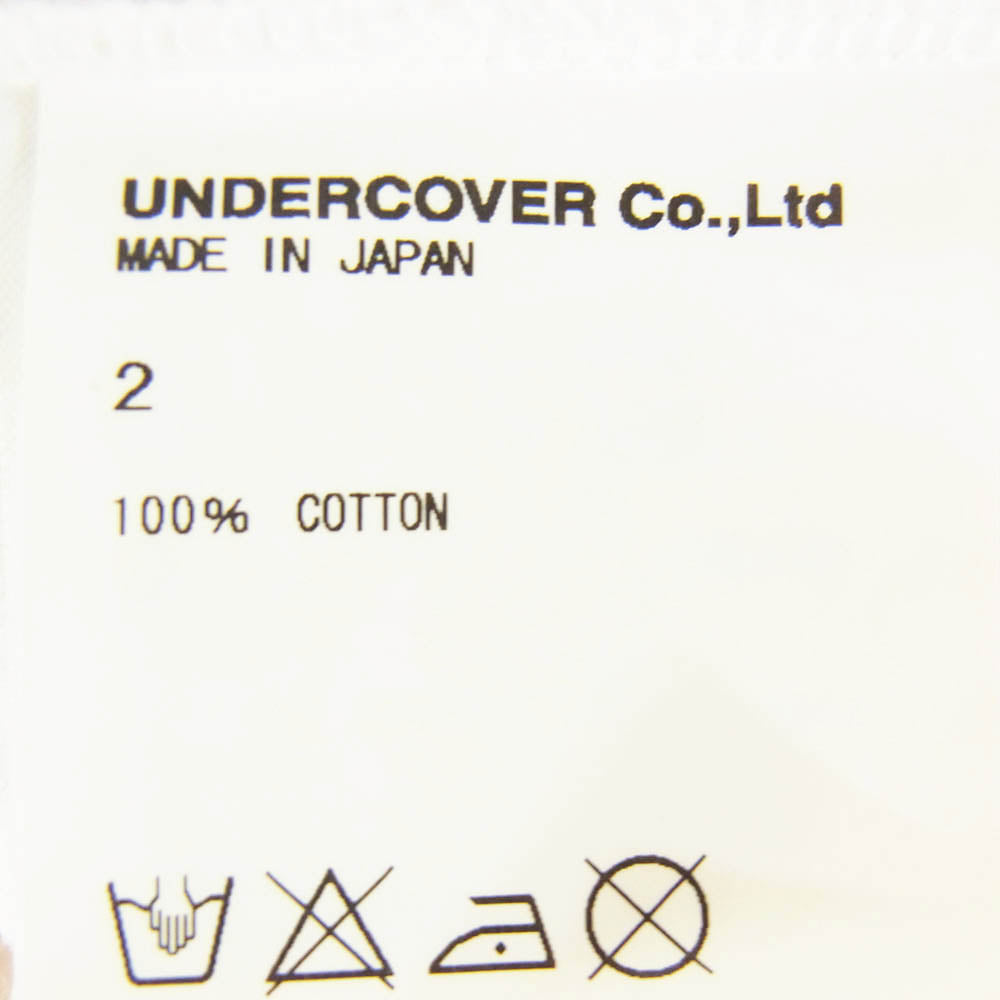 UNDERCOVER Co.,Ltd
MADE IN JAPAN
2
100% COTTON